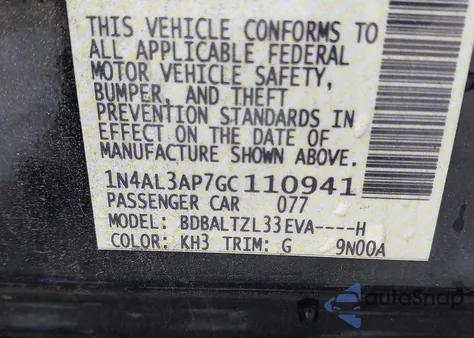 THIS VEHICLE CONFORMS TO
ALL APPLICABLE FEDERAL
MOTOR VEHICLE SAFETY,
BUMPER, AND THEFT
PREVENTION STANDARDS IN
EFFECT ON THE DATE OF
MANUFACTURE SHOWN ABOVE.
1N4AL3AP7GC110941
PASSENGER CAR 077
MODEL: BDBALTZL33EVA----H
COLOR: KH3 TRIM: G 9N00A
autoSnap